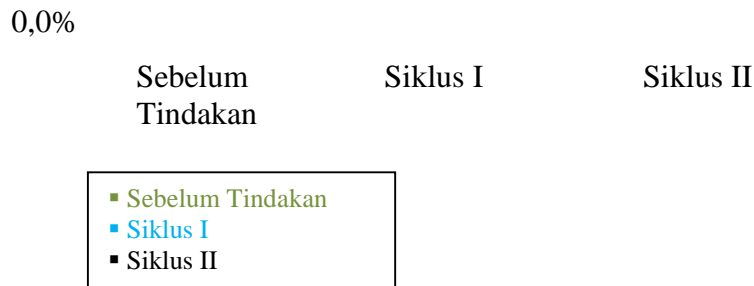 0,0%
Sebelum Tindakan Siklus I Siklus II
▪ Sebelum Tindakan
▪ Siklus I
▪ Siklus II